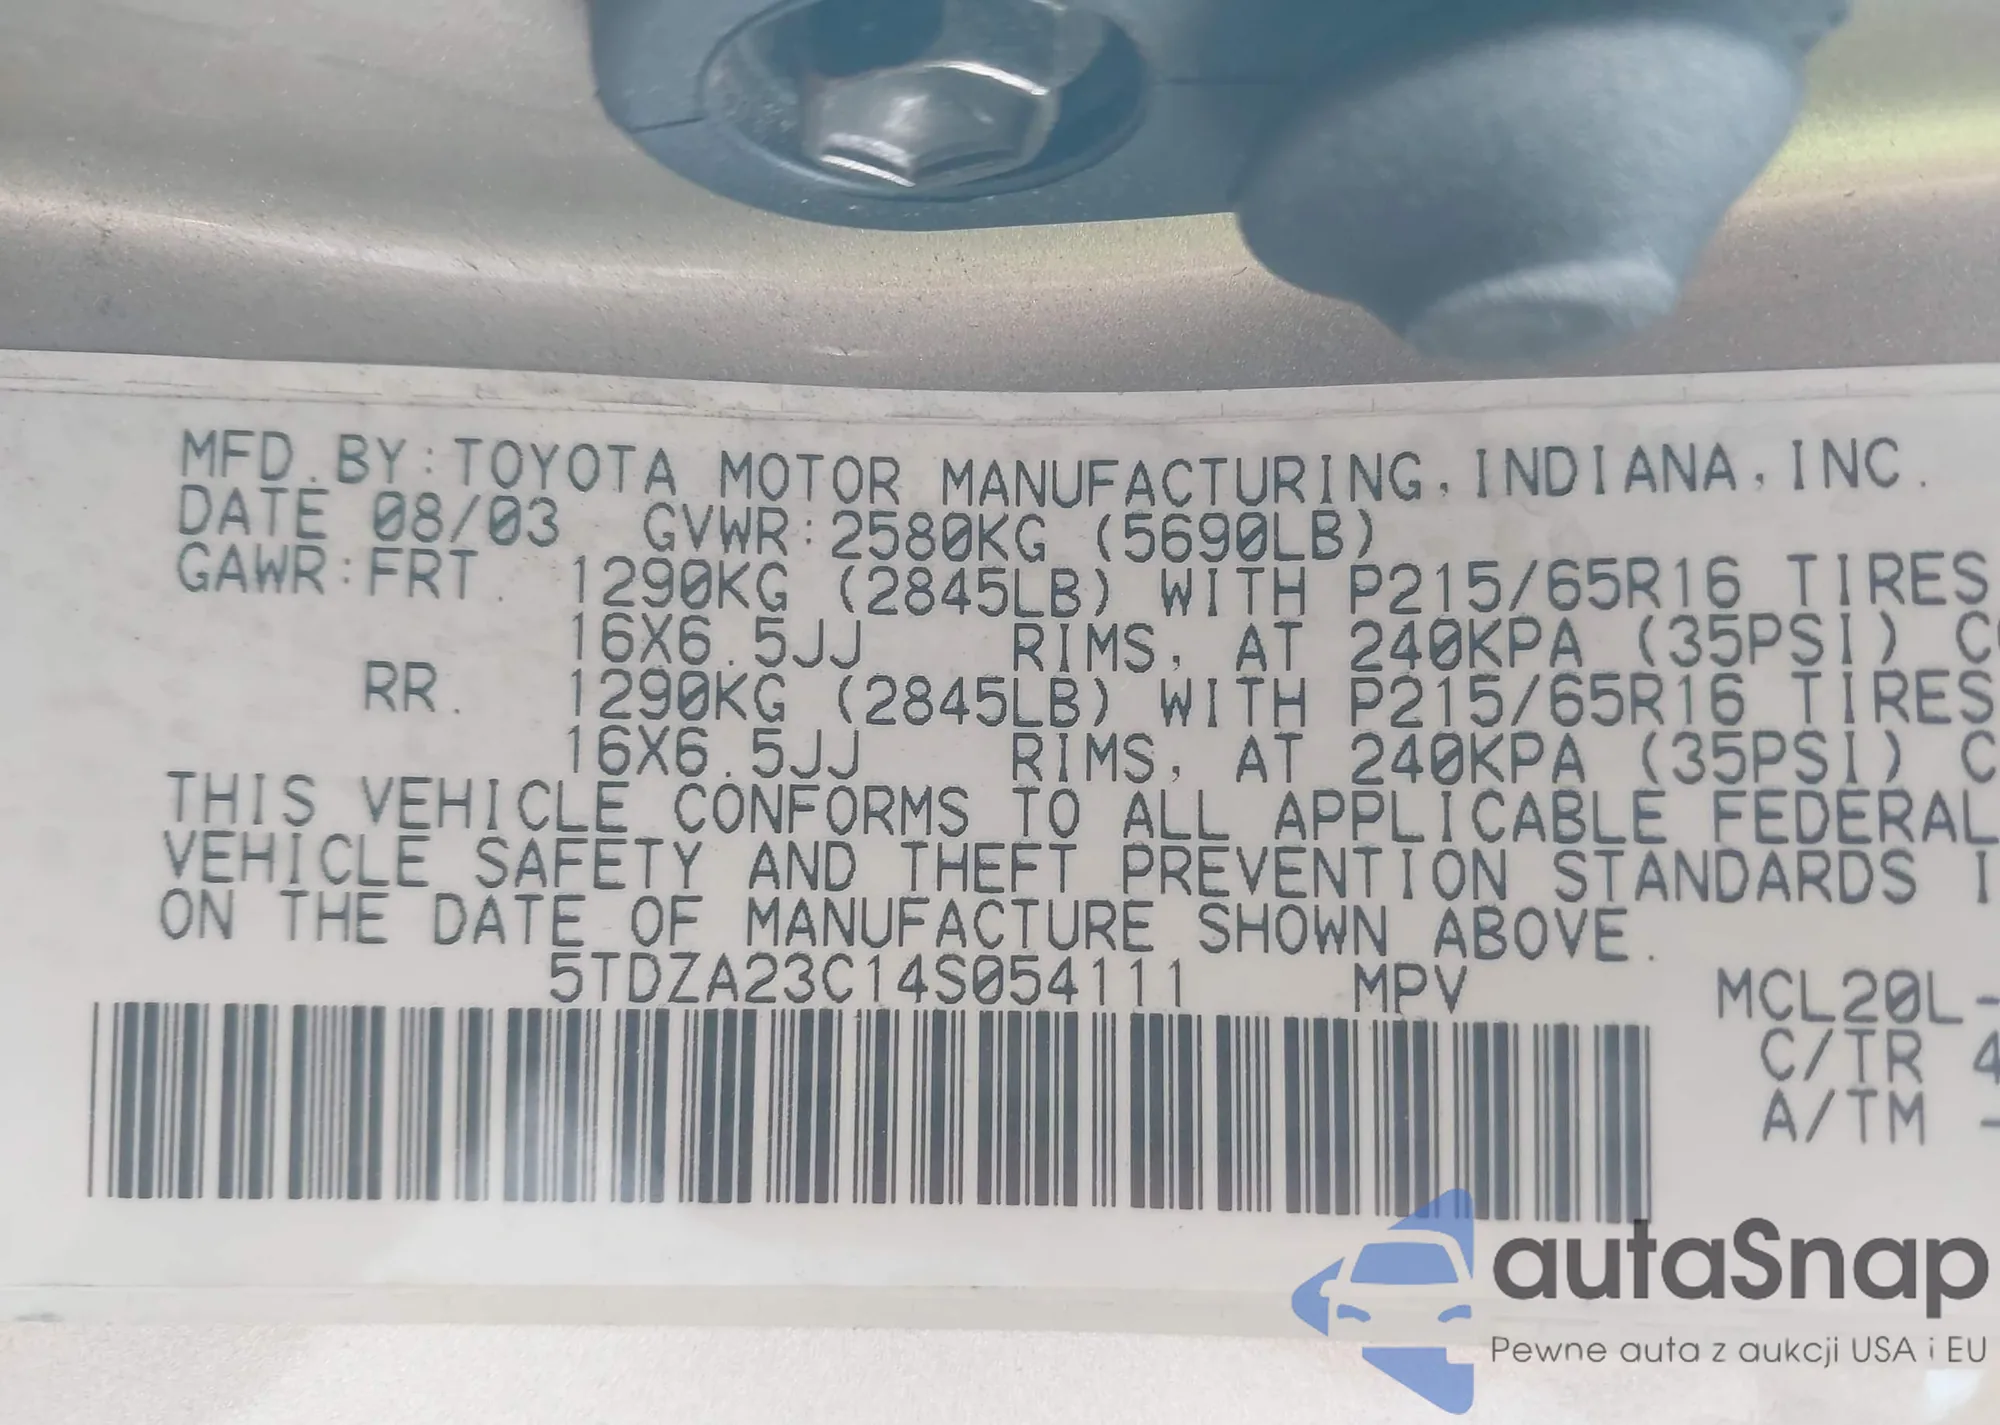 MFD.BY:TOYOTA MOTOR MANUFACTURING,INDIANA,INC.
DATE 08/03 GVWR:2580KG (5690LB)
GAWR:FRT. 1290KG (2845LB) WITH P215/65R16 TIRES
16X6.5JJ RIMS, AT 240KPA (35PSI) C
RR. 1290KG (2845LB) WITH P215/65R16 TIRES
16X6.5JJ RIMS, AT 240KPA (35PSI) C
THIS VEHICLE CONFORMS TO ALL APPLICABLE FEDERAL
VEHICLE SAFETY AND THEFT PREVENTION STANDARDS I
ON THE DATE OF MANUFACTURE SHOWN ABOVE.
5TDZA23C14S054111 MPV MCL20L-
C/TR 4
A/TM -
autaSnap
Pewne auta z aukcji USA i EU